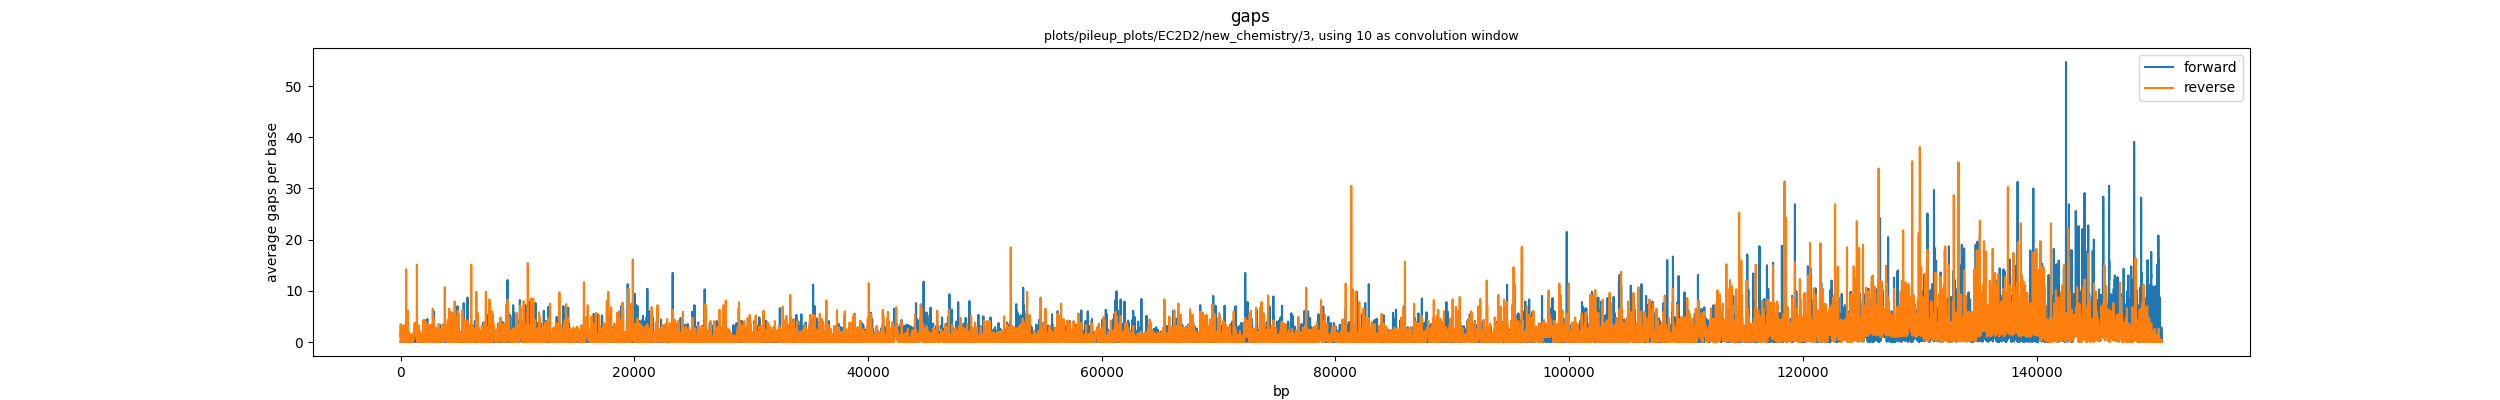 gaps
plots/pileup_plots/EC2D2/new_chemistry/3, using 10 as convolution window
forward
reverse
average gaps per base
50
40
30
20
10
0
0 20000 40000 60000 80000 100000 120000 140000
bp